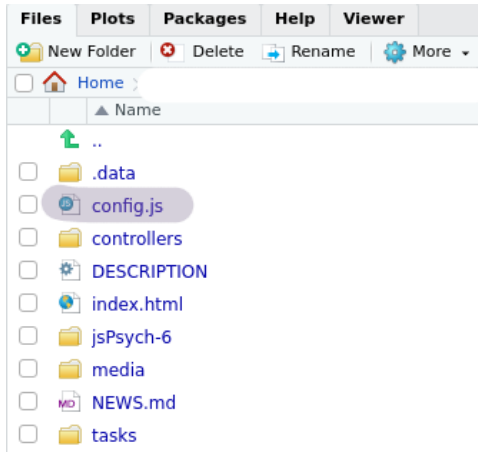 Files Plots Packages Help Viewer
New Folder Delete Rename More
Home
Name
..
.data
config.js
controllers
DESCRIPTION
index.html
jsPsych-6
media
MD NEWS.md
tasks